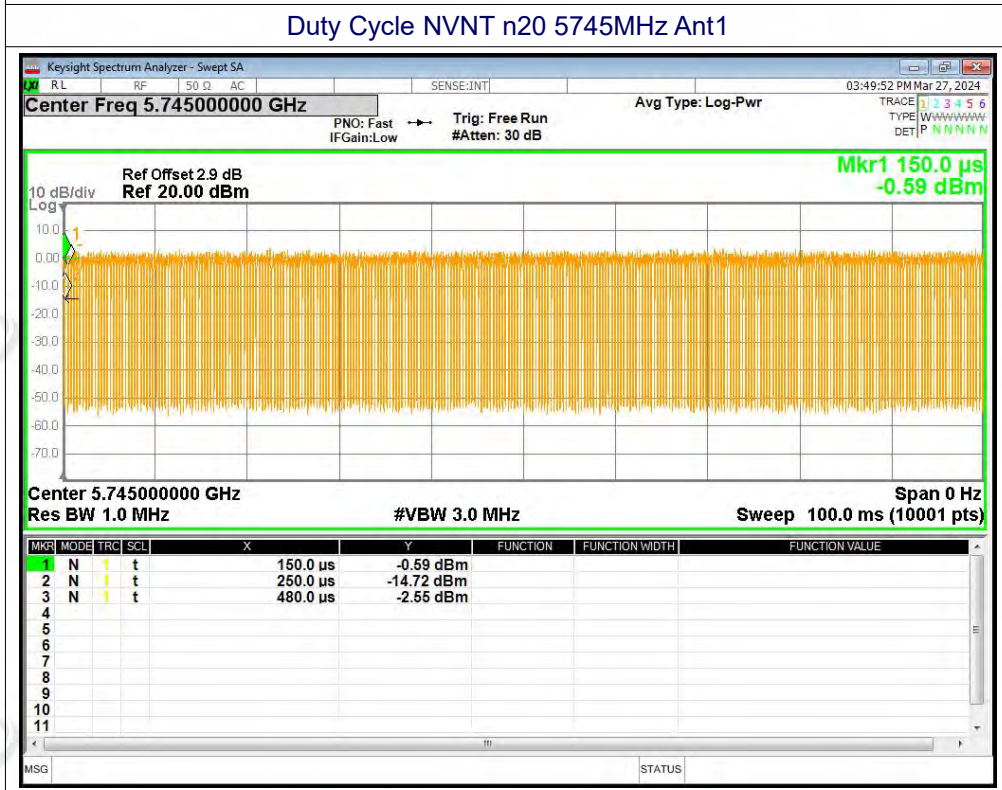 Duty Cycle NVNT n20 5745MHz Ant1
Keysight Spectrum Analyzer - Swept SA
LXI RL RF 50 Ω AC SENSE:INT 03:49:52 PM Mar 27, 2024
Center Freq 5.745000000 GHz Avg Type: Log-Pwr TRACE 1 2 3 4 5 6
PNO: Fast Trig: Free Run TYPE WWWWWW
IFGain:Low #Atten: 30 dB DET P N N N N N
Mkr1 150.0 µs
Ref Offset 2.9 dB
10 dB/div Ref 20.00 dBm -0.59 dBm
Log
10.0
1
0.00
-10.0
-20.0
-30.0
-40.0
-50.0
-60.0
-70.0
Center 5.745000000 GHz Span 0 Hz
Res BW 1.0 MHz #VBW 3.0 MHz Sweep 100.0 ms (10001 pts)
MKR MODE TRC SCL X Y FUNCTION FUNCTION WIDTH FUNCTION VALUE
1 N 1 t 150.0 µs -0.59 dBm
2 N 1 t 250.0 µs -14.72 dBm
3 N 1 t 480.0 µs -2.55 dBm
4
5
6
7
8
9
10
11
MSG STATUS